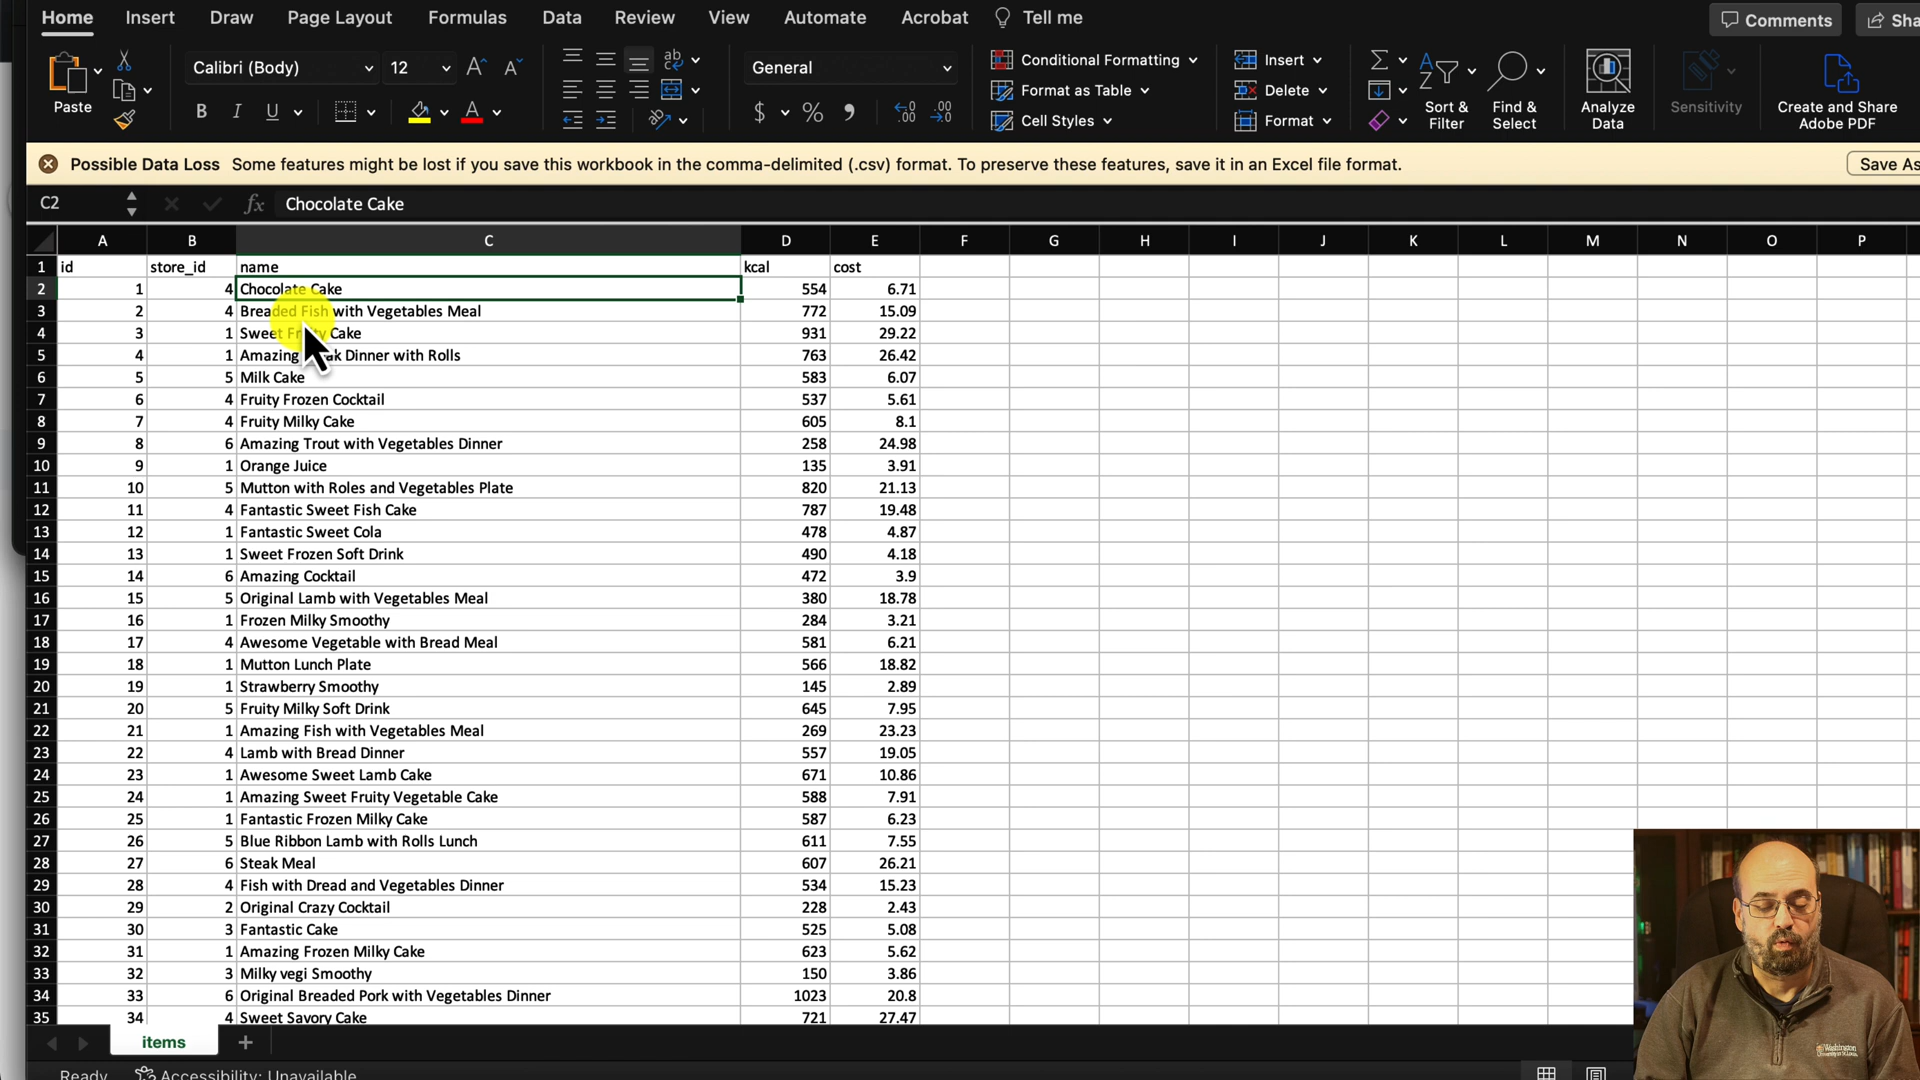 Home Insert Draw Page Layout Formulas Data Review View Automate Acrobat Tell me Comments Sha
Calibri (Body) 12 ab General Conditional Formatting Insert
Format as Table Delete
Cell Styles Format
Paste B I U A $ % Sort & Filter Find & Select Analyze Data Sensitivity Create and Share Adobe PDF
Possible Data Loss Some features might be lost if you save this workbook in the comma-delimited (.csv) format. To preserve these features, save it in an Excel file format. Save As
C2 fx Chocolate Cake
A B C D E F G H I J K L M N O P
1 id store_id name kcal cost
2 1 4 Chocolate Cake 554 6.71
3 2 4 Breaded Fish with Vegetables Meal 772 15.09
4 3 1 Sweet Fruity Cake 931 29.22
5 4 1 Amazing Dinner with Rolls 763 26.42
6 5 5 Milk Cake 583 6.07
7 6 4 Fruity Frozen Cocktail 537 5.61
8 7 4 Fruity Milky Cake 605 8.1
9 8 6 Amazing Trout with Vegetables Dinner 258 24.98
10 9 1 Orange Juice 135 3.91
11 10 5 Mutton with Roles and Vegetables Plate 820 21.13
12 11 4 Fantastic Sweet Fish Cake 787 19.48
13 12 1 Fantastic Sweet Cola 478 4.87
14 13 1 Sweet Frozen Soft Drink 490 4.18
15 14 6 Amazing Cocktail 472 3.9
16 15 5 Original Lamb with Vegetables Meal 380 18.78
17 16 1 Frozen Milky Smoothy 284 3.21
18 17 4 Awesome Vegetable with Bread Meal 581 6.21
19 18 1 Mutton Lunch Plate 566 18.82
20 19 1 Strawberry Smoothy 145 2.89
21 20 5 Fruity Milky Soft Drink 645 7.95
22 21 1 Amazing Fish with Vegetables Meal 269 23.23
23 22 4 Lamb with Bread Dinner 557 19.05
24 23 1 Awesome Sweet Lamb Cake 671 10.86
25 24 1 Amazing Sweet Fruity Vegetable Cake 588 7.91
26 25 1 Fantastic Frozen Milky Cake 587 6.23
27 26 5 Blue Ribbon Lamb with Rolls Lunch 611 7.55
28 27 6 Steak Meal 607 26.21
29 28 4 Fish with Dread and Vegetables Dinner 534 15.23
30 29 2 Original Crazy Cocktail 228 2.43
31 30 3 Fantastic Cake 525 5.08
32 31 1 Amazing Frozen Milky Cake 623 5.62
33 32 3 Milky vegi Smoothy 150 3.86
34 33 6 Original Breaded Pork with Vegetables Dinner 1023 20.8
35 34 4 Sweet Savory Cake 721 27.47
items
Ready Accessibility: Unavailable
Washington